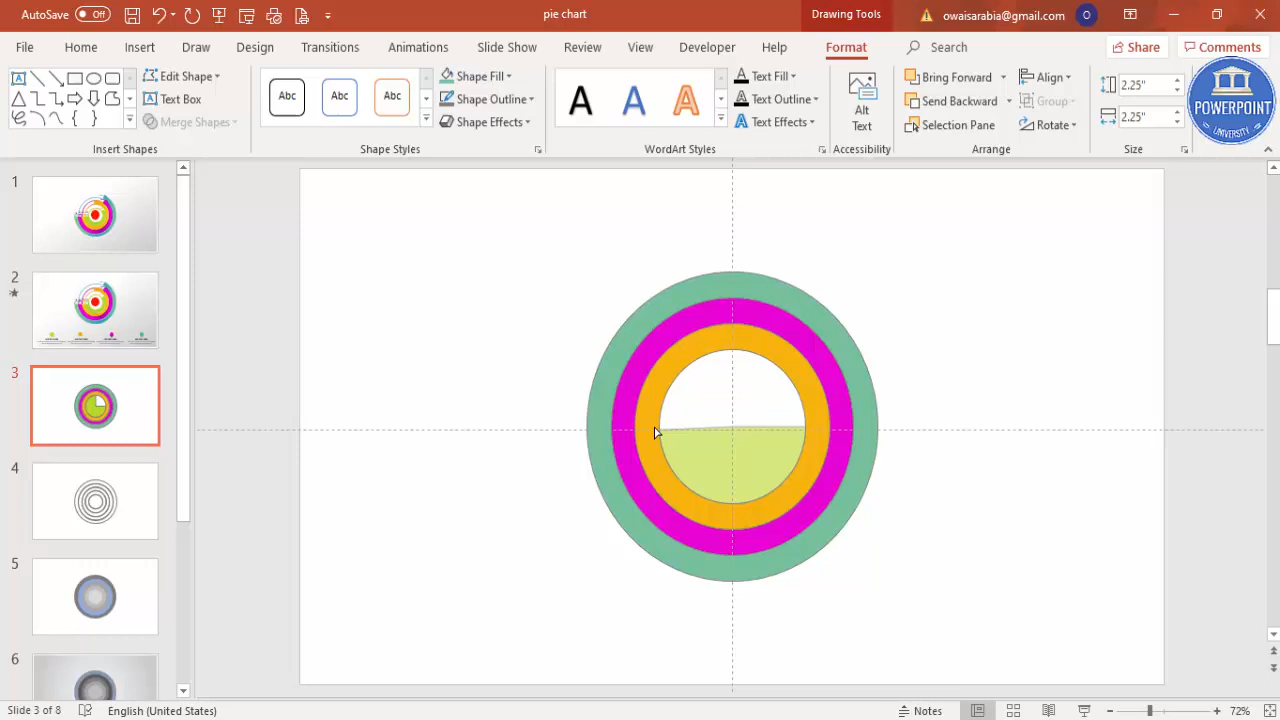 AutoSave Off
pie chart
Drawing Tools
owaisarabia@gmail.com O
File Home Insert Draw Design Transitions Animations Slide Show Review View Developer Help Format Search Share Comments
Edit Shape
Text Box
Merge Shapes
Insert Shapes
Abc Abc Abc
Shape Fill
Shape Outline
Shape Effects
Shape Styles
A A A
A Text Fill
A Text Outline
A Text Effects
WordArt Styles
Alt
Text
Accessibility
Bring Forward
Send Backward
Selection Pane
Align
Group
Rotate
Arrange
2.25"
2.25"
Size
POWERPOINT
UNIVERSITY
1
2
3
4
5
6
Slide 3 of 8
English (United States)
Notes
72%